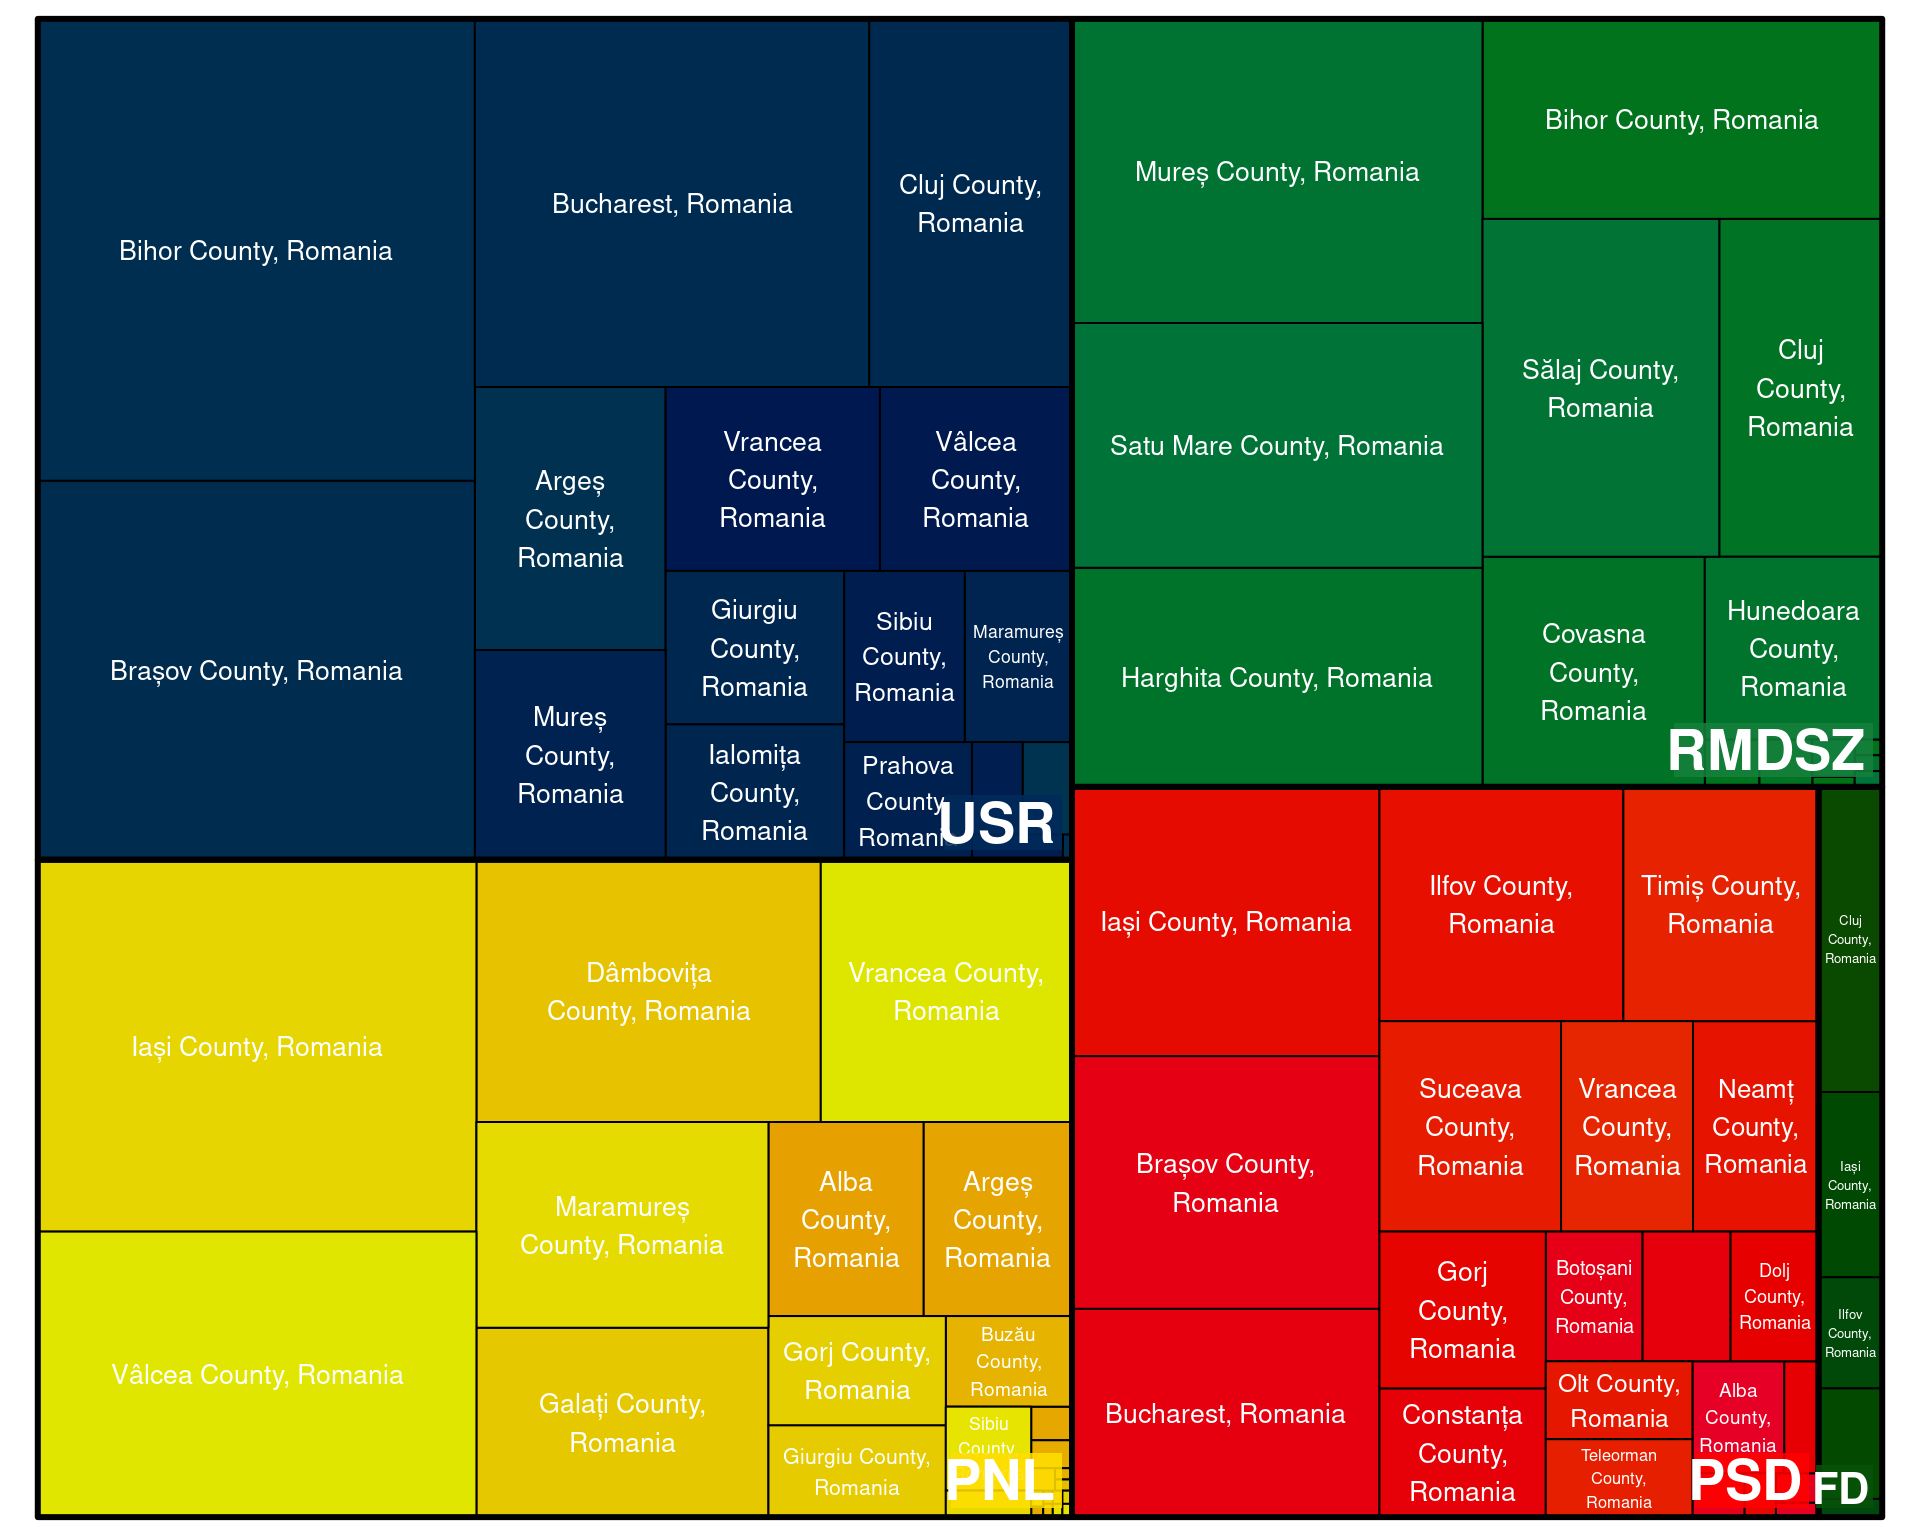 Bihor County, Romania
Brașov County, Romania
Bucharest, Romania
Cluj County,
Romania
Argeș
County,
Romania
Mureș
County,
Romania
Vrancea
County,
Romania
Vâlcea
County,
Romania
Giurgiu
County,
Romania
Ialomița
County,
Romania
Sibiu
County,
Romania
Maramureș
County,
Romania
Prahova
County,
Romania
USR
Mureș County, Romania
Satu Mare County, Romania
Harghita County, Romania
Bihor County, Romania
Sălaj County,
Romania
Cluj
County,
Romania
Covasna
County,
Romania
Hunedoara
County,
Romania
RMDSZ
Iași County, Romania
Vâlcea County, Romania
Dâmbovița
County, Romania
Vrancea County,
Romania
Maramureș
County, Romania
Galați County,
Romania
Alba
County,
Romania
Argeș
County,
Romania
Gorj County,
Romania
Giurgiu County,
Romania
Buzău
County,
Romania
Sibiu
County,
PNL
Iași County, Romania
Brașov County,
Romania
Bucharest, Romania
Ilfov County,
Romania
Timiș County,
Romania
Suceava
County,
Romania
Vrancea
County,
Romania
Neamț
County,
Romania
Gorj
County,
Romania
Constanța
County,
Romania
Botoșani
County,
Romania
Dolj
County,
Romania
Olt County,
Romania
Teleorman
County,
Romania
Alba
County,
Romania
PSD
Cluj
County,
Romania
Iași
County,
Romania
Ilfov
County,
Romania
FD